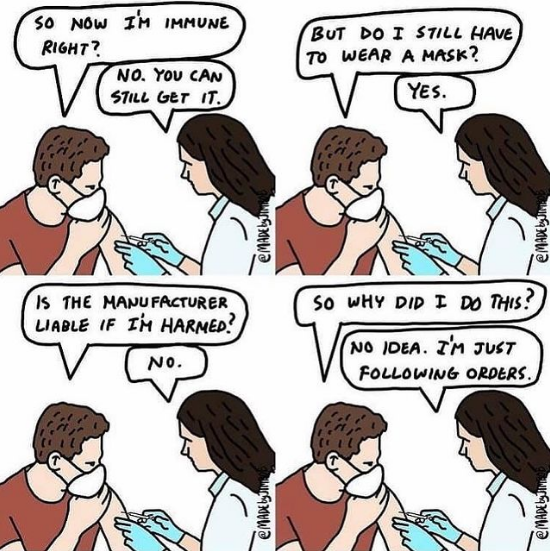 SO NOW I'M IMMUNE
RIGHT?
NO. YOU CAN
STILL GET IT.
BUT DO I STILL HAVE
TO WEAR A MASK?
YES.
IS THE MANUFACTURER
LIABLE IF I'M HARMED?
NO.
SO WHY DID I DO THIS?
NO IDEA. I'M JUST
FOLLOWING ORDERS.